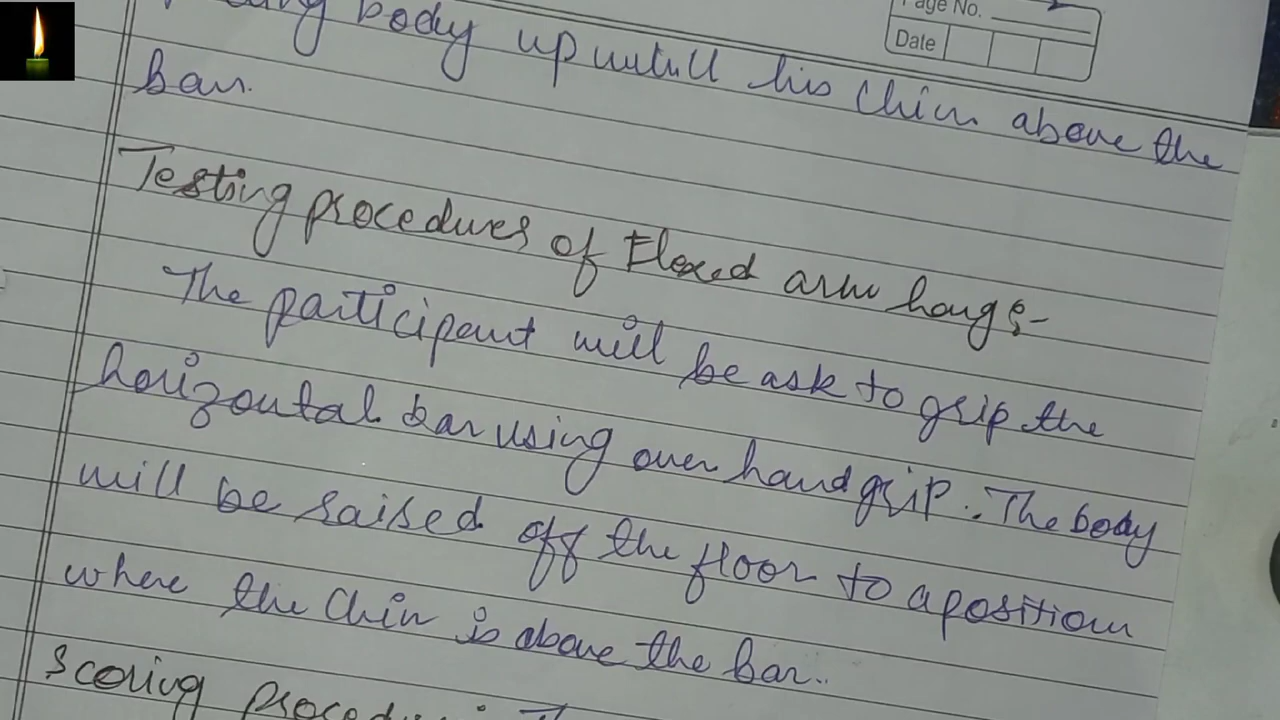 Page No.
Date
body up untill his chin above the
bar.
Testing procedures of Flexed arm hang:-
The participant will be ask to grip the
horizontal bar using over hand grip. The body
will be raised off the floor to a position
where the chin is above the bar..
Scoring